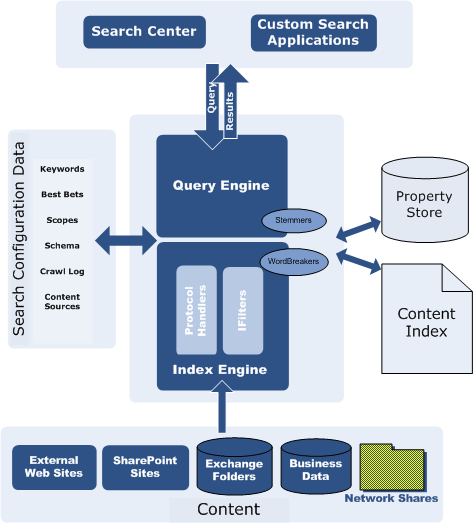 Search Center
Custom Search
Applications
Query
Results
Search Configuration Data
Keywords
Best Bets
Scopes
Schema
Crawl Log
Content
Sources
Query Engine
Stemmers
WordBreakers
Protocol
Handlers
IFilters
Index Engine
Property
Store
Content
Index
External
Web Sites
SharePoint
Sites
Exchange
Folders
Business
Data
Network Shares
Content